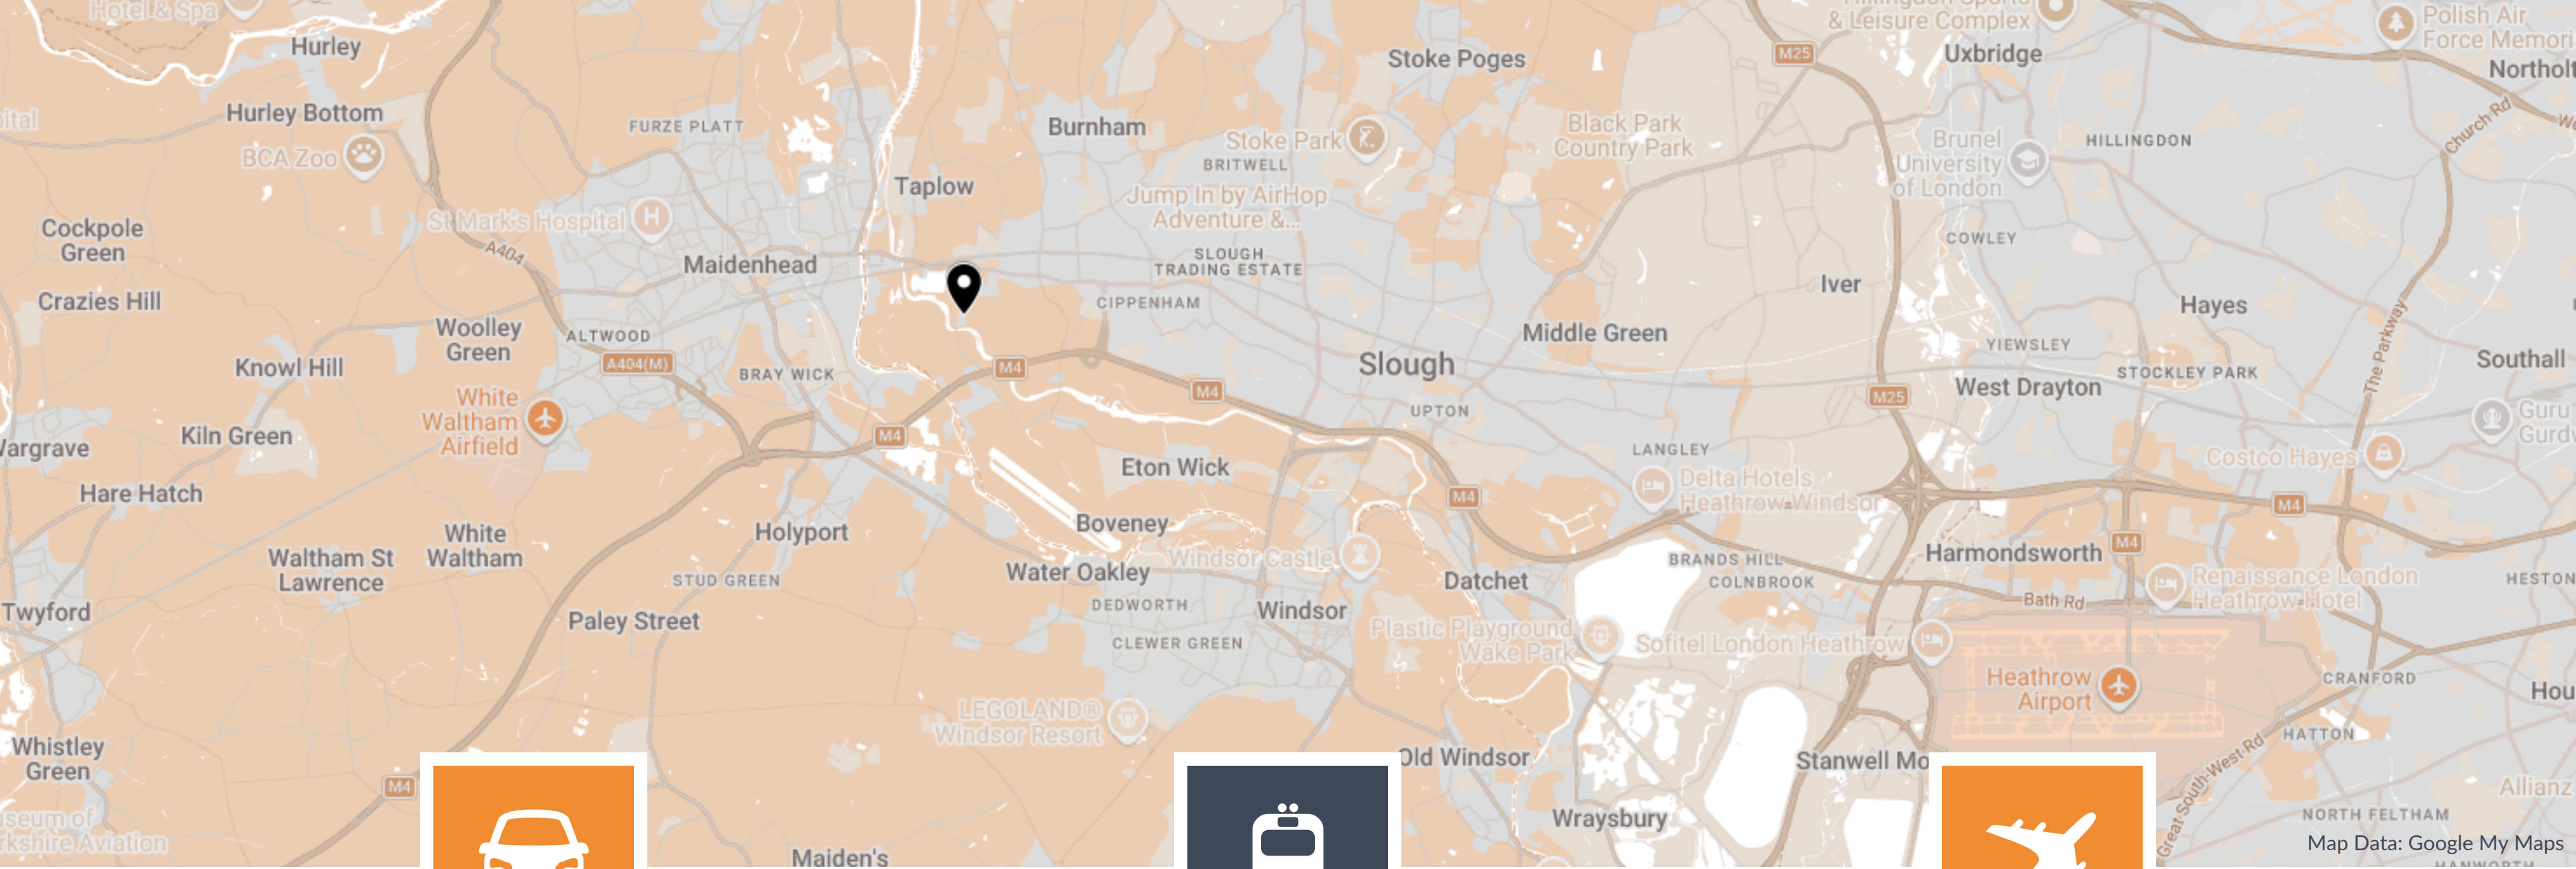 Hotel & Spa
Hurley
Hurley Bottom
BCA Zoo
Cockpole
Green
Crazies Hill
Knowl Hill
Kiln Green
Hare Hatch
Waltham St
Lawrence
Twyford
Whistley
Green
M4
A404
St Mark's Hospital
FURZE PLATT
Maidenhead
Woolley
Green
ALTWOOD
A404(M)
White
Waltham
Airfield
White
Waltham
BRAY WICK
Holyport
STUD GREEN
Paley Street
Maiden's
Taplow
Burnham
Stoke Poges
Stoke Park
BRITWELL
Jump In by AirHop
Adventure &...
SLOUGH
TRADING ESTATE
CIPPENHAM
M4
M4
M4
Slough
UPTON
Eton Wick
Boveney
Water Oakley
Windsor Castle
DEDWORTH
Windsor
CLEWER GREEN
LEGOLAND®
Windsor Resort
Old Windsor
M4
Datchet
Plastic Playground
Wake Park
Wraysbury
Black Park
Country Park
Middle Green
LANGLEY
Delta Hotels
Heathrow-Windsor
BRANDS HILL
COLNBROOK
Sofitel London Heathrow
Stanwell Mo
M25
& Leisure Complex
Uxbridge
Brunel
University
of London
HILLINGDON
COWLEY
Iver
YIEWSLEY
M25
West Drayton
STOCKLEY PARK
Hayes
Harmondsworth
M4
Bath Rd
Renaissance London
Heathrow Hotel
Heathrow
Airport
Polish Air
Force Memori
Northolt
Church Rd
The Parkway
Southall
Guru
Gurdw
Costco Hayes
M4
HESTON
CRANFORD
Hou
HATTON
Great South-West Rd
Allianz
NORTH FELTHAM
Map Data: Google My Maps
HANWORTH